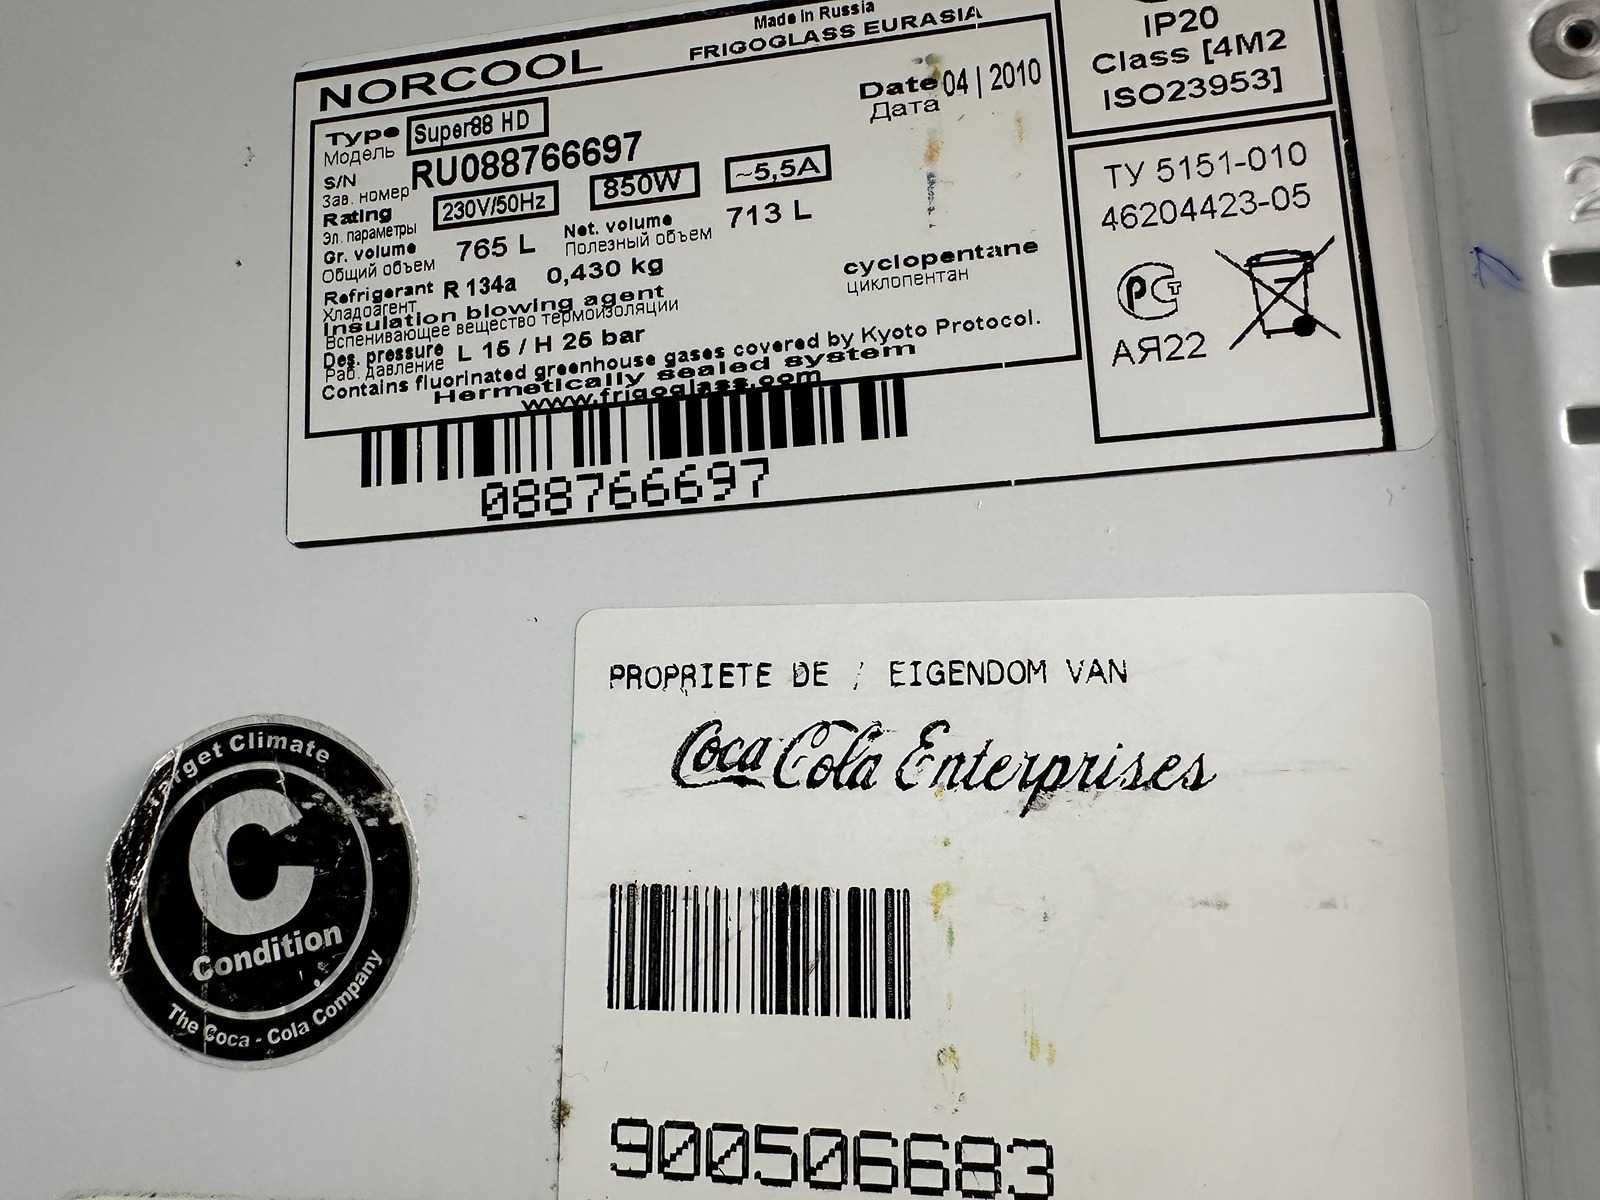 Made in Russia
FRIGOGLASS EURASIA
NORCOOL
Type Super88 HD
Модель
Date 04 | 2010
Дата
S/N RU088766697
Зав. номер
Rating 230V/50Hz 850W ~5,5A
Эл. параметры
Gr. volume 765 L Net. volume 713 L
Общий объем Полезный объем
Refrigerant R 134a 0,430 kg
Хладоагент
Insulation blowing agent cyclopentane
Вспенивающее вещество термоизоляции циклопентан
Des. pressure L 15 / H 25 bar
Раб. давление
Contains fluorinated greenhouse gases covered by Kyoto Protocol.
Hermetically sealed system
www.frigoglass.com
088766697
IP20
Class [4M2
ISO23953]
ТУ 5151-010
46204423-05
РСТ
АЯ22
2
PROPRIETE DE / EIGENDOM VAN
Coca Cola Enterprises
900506683
Target Climate
C
Condition
The Coca - Cola Company